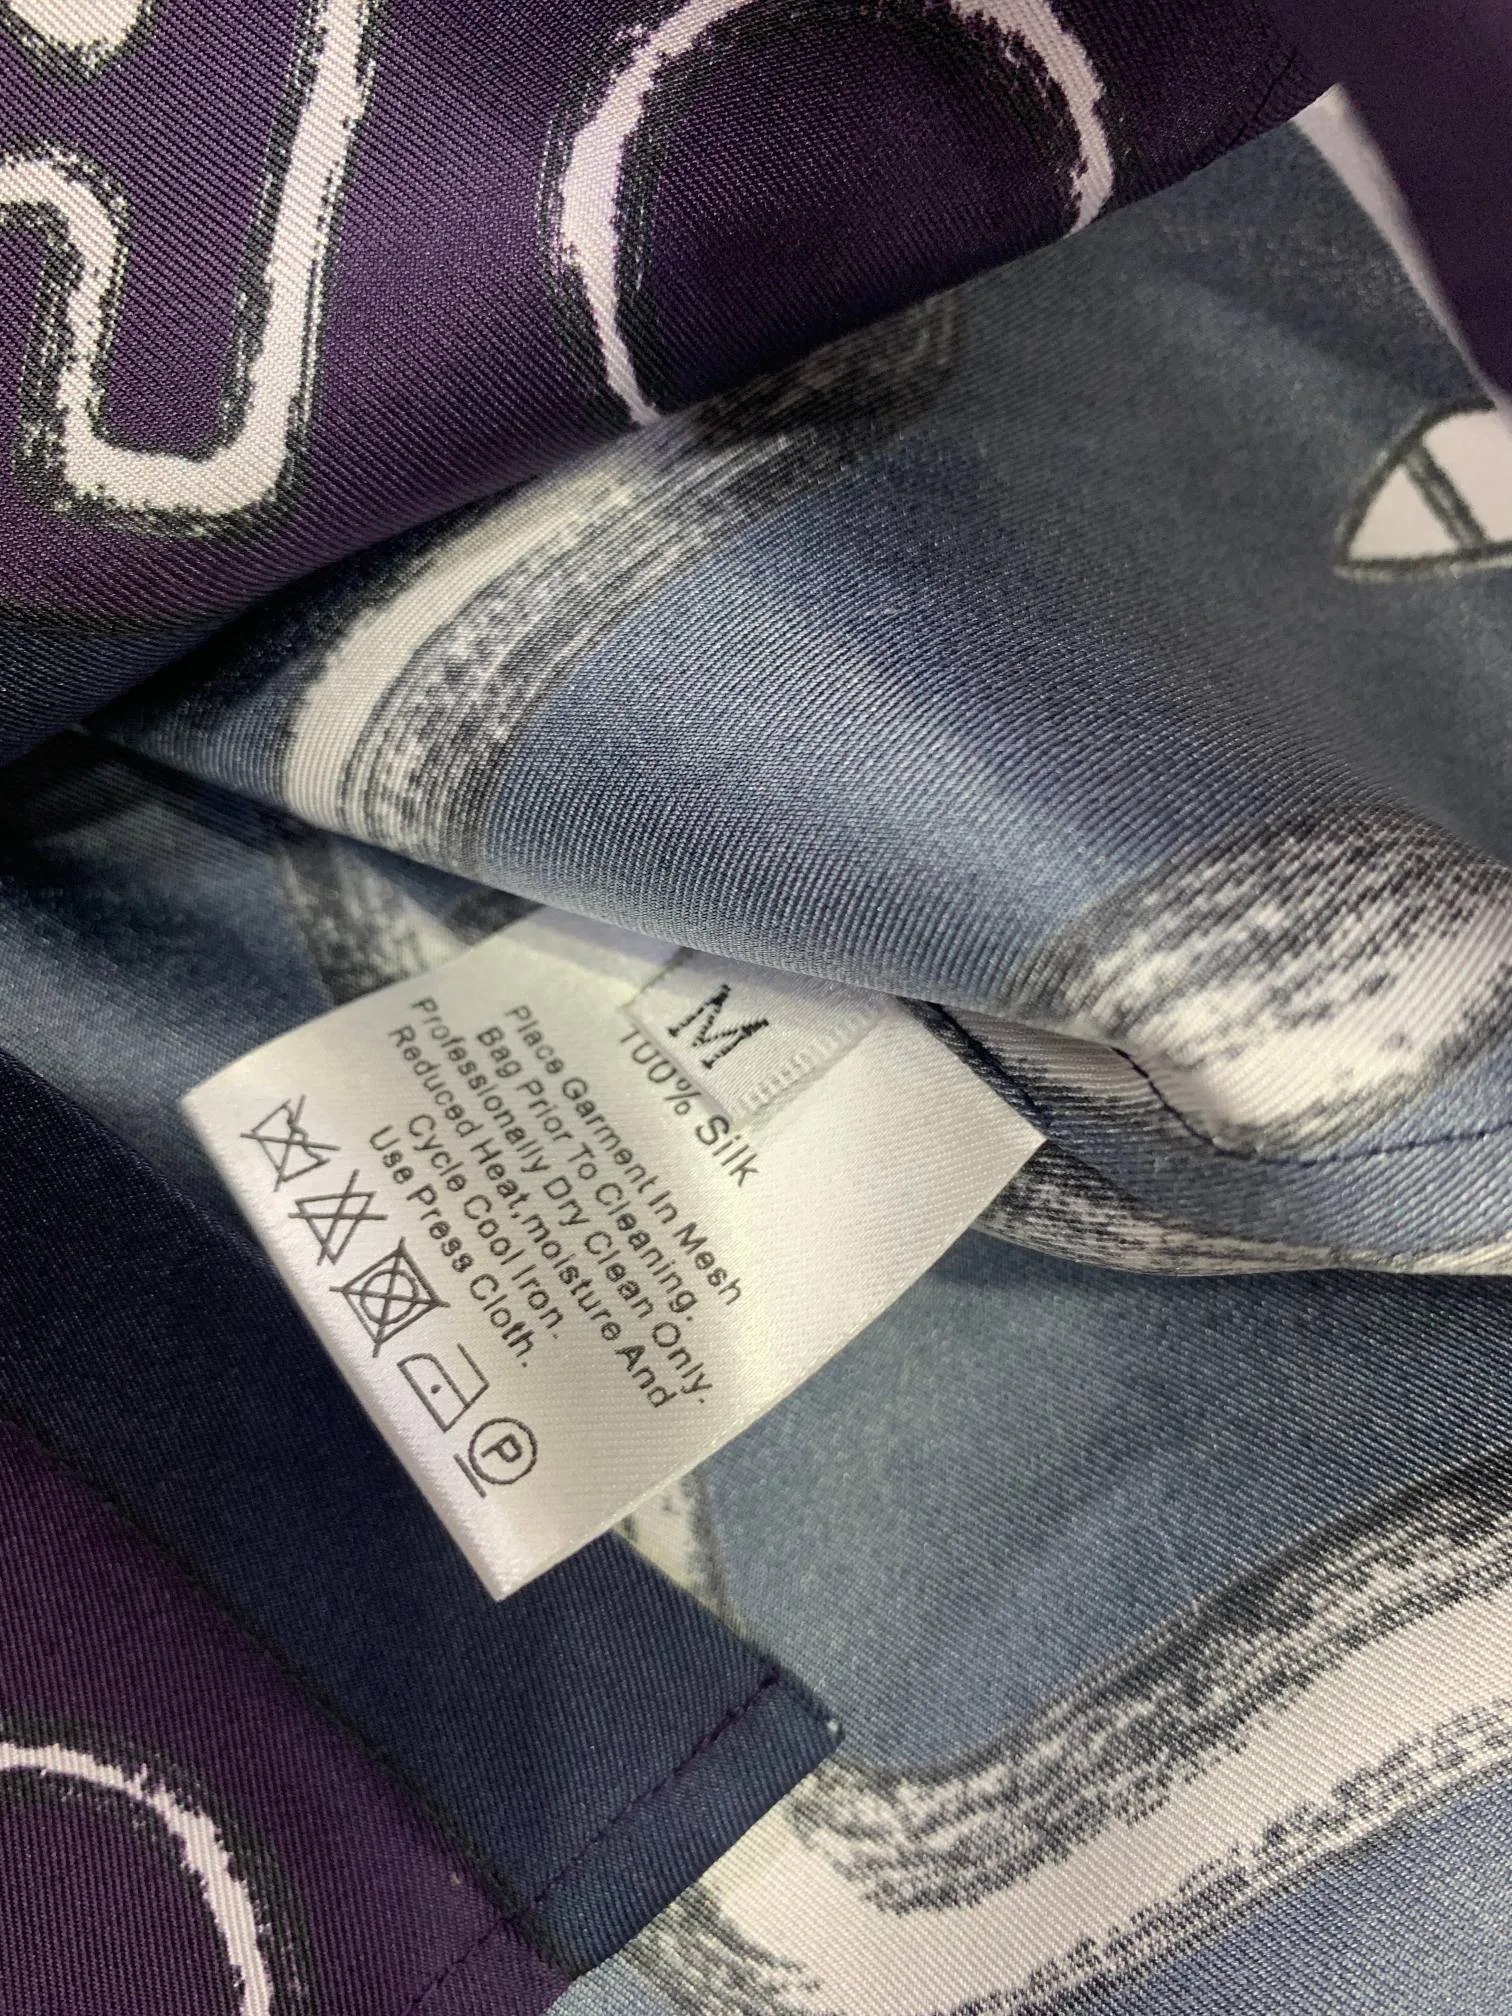 M
100% Silk
Place Garment In Mesh
Bag Prior To Cleaning.
Professionally Dry Clean Only.
Reduced Heat,moisture And
Cycle Cool Iron.
Use Press Cloth.
P